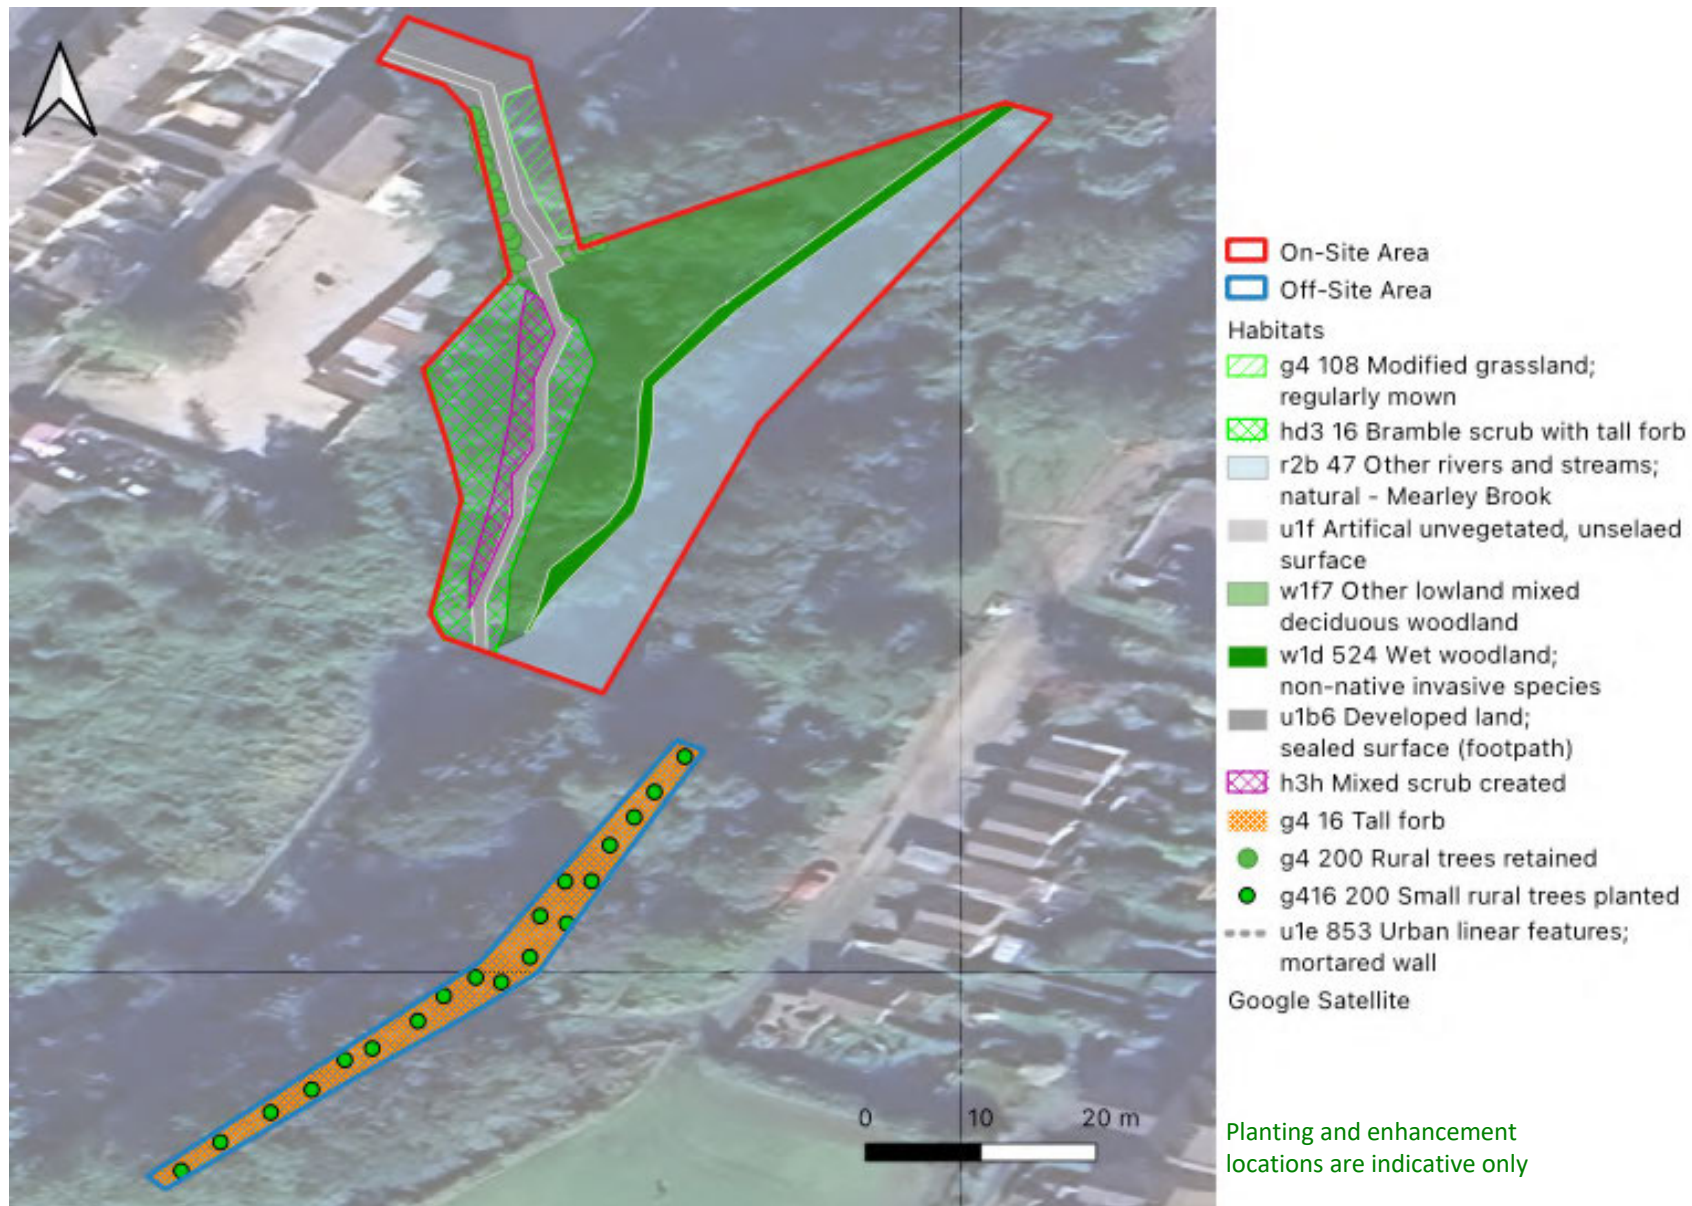 On-Site Area
Off-Site Area
Habitats
g4 108 Modified grassland;
regularly mown
hd3 16 Bramble scrub with tall forb
r2b 47 Other rivers and streams;
natural - Mearley Brook
u1f Artifical unvegetated, unselaed
surface
w1f7 Other lowland mixed
deciduous woodland
w1d 524 Wet woodland;
non-native invasive species
u1b6 Developed land;
sealed surface (footpath)
h3h Mixed scrub created
g4 16 Tall forb
g4 200 Rural trees retained
g416 200 Small rural trees planted
u1e 853 Urban linear features;
mortared wall
Google Satellite
0 10 20 m
Planting and enhancement
locations are indicative only